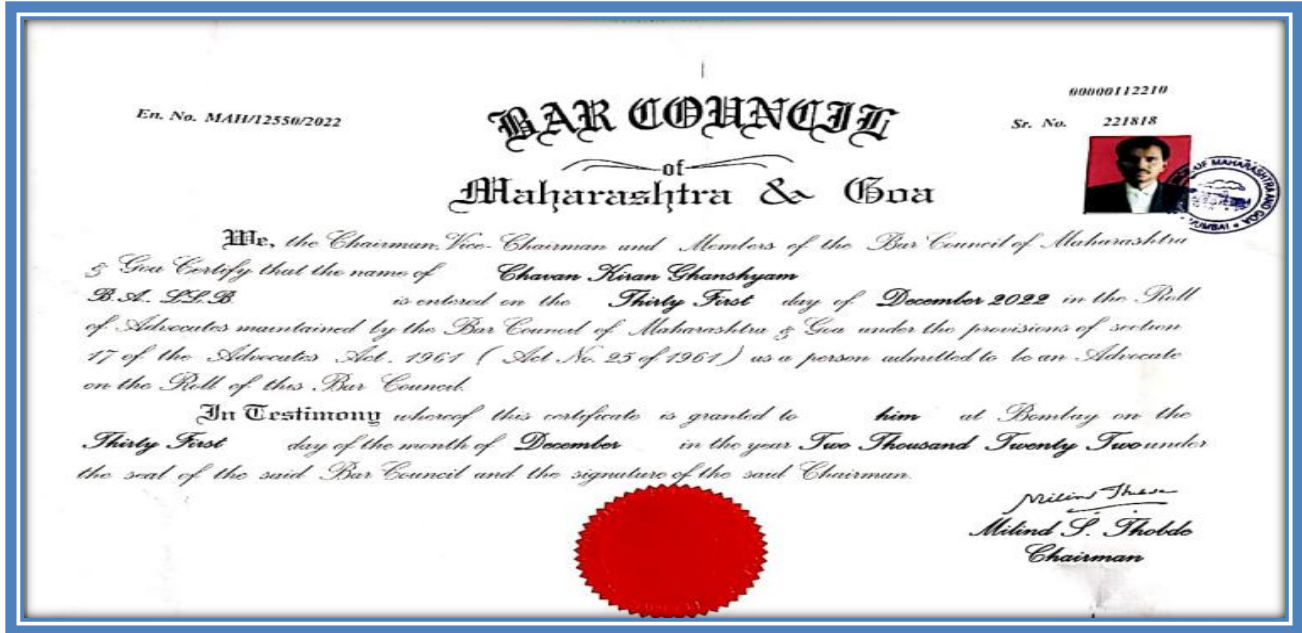 00000112210
En. No. MAH/12550/2022
Sr. No. 221818
BAR COUNCIL
of
Maharashtra & Goa
OF MAHARASHTRA AND GOA
MUMBAI
We, the Chairman, Vice-Chairman and Members of the Bar Council of Maharashtra
& Goa Certify that the name of Chavan Kiran Ghanshyam
B.A. LL.B. is entered on the Thirty First day of December 2022 in the Roll
of Advocates maintained by the Bar Council of Maharashtra & Goa under the provisions of section
17 of the Advocates Act. 1961 ( Act No. 25 of 1961 ) as a person admitted to be an Advocate
on the Roll of this Bar Council.
In Testimony whereof this certificate is granted to him at Bombay on the
Thirty First day of the month of December in the year Two Thousand Twenty Two under
the seal of the said Bar Council and the signature of the said Chairman.
Milind S. Thobde
Chairman